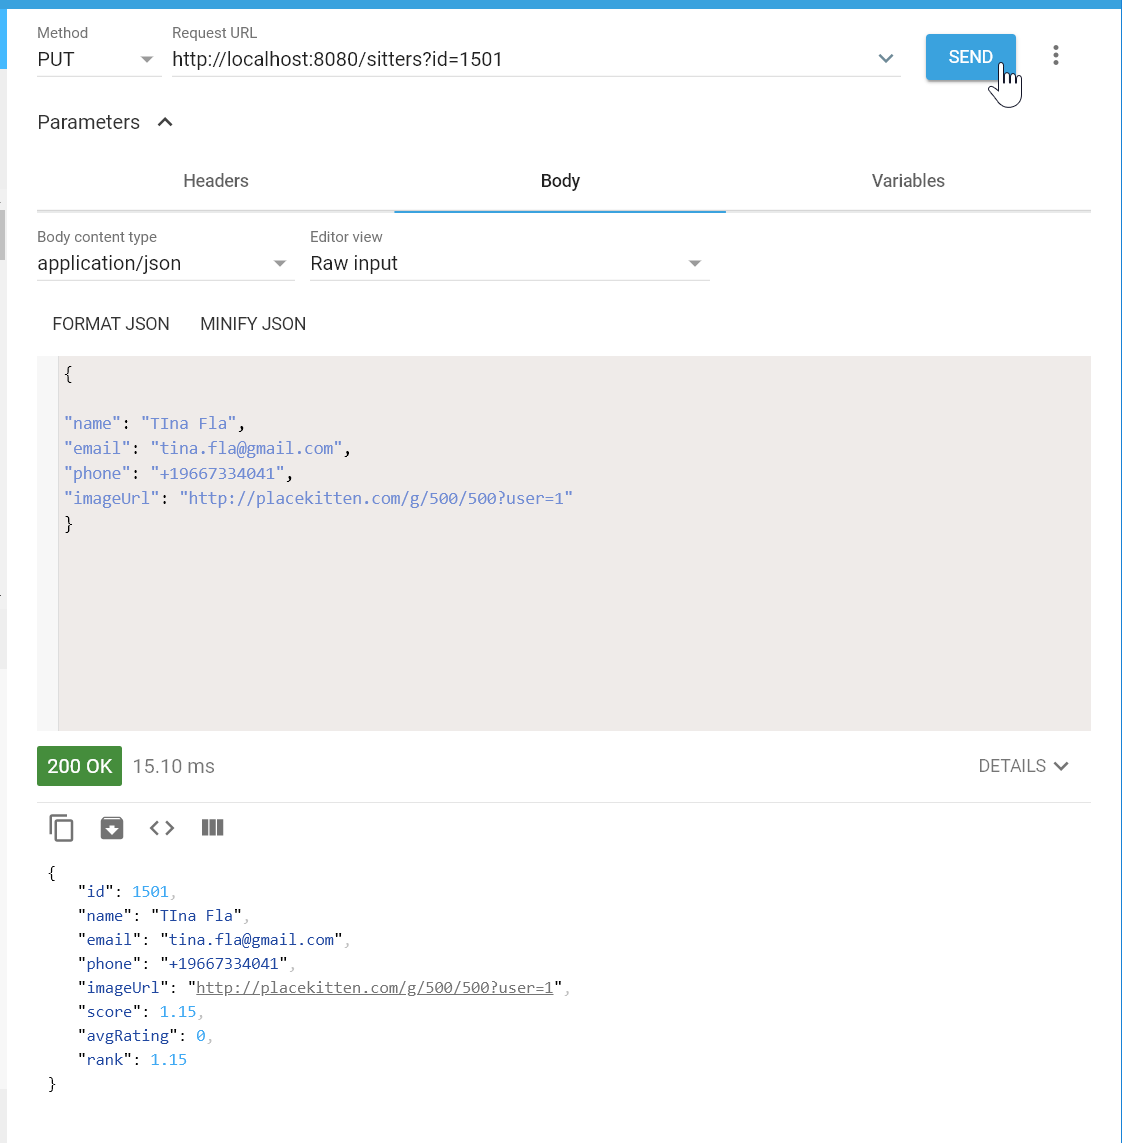 Method Request URL
PUT http://localhost:8080/sitters?id=1501 SEND
Parameters
Headers Body Variables
Body content type Editor view
application/json Raw input
FORMAT JSON MINIFY JSON
{
"name": "TIna Fla",
"email": "tina.fla@gmail.com",
"phone": "+19667334041",
"imageUrl": "http://placekitten.com/g/500/500?user=1"
}
200 OK 15.10 ms DETAILS
{
"id": 1501,
"name": "TIna Fla",
"email": "tina.fla@gmail.com",
"phone": "+19667334041",
"imageUrl": "http://placekitten.com/g/500/500?user=1",
"score": 1.15,
"avgRating": 0,
"rank": 1.15
}